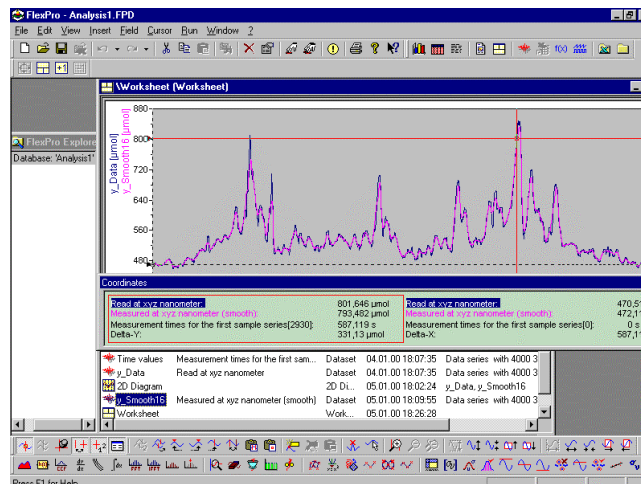 FlexPro - Analysis1.FPD
File Edit View Insert Field Cursor Run Window ?
\Worksheet (Worksheet)
FlexPro Explore
Database: 'Analysis1'
y_Data [µmol]
y_Smooth16 [µmol]
880
800
720
640
560
480
Coordinates
Read at xyz nanometer: 801,646 µmol Read at xyz nanometer: 470,5
Measured at xyz nanometer (smooth): 793,482 µmol Measured at xyz nanometer (smooth): 472,1
Measurement times for the first sample series[2930]: 587,119 s Measurement times for the first sample series[0]: 0 s
Delta-Y: 331,13 µmol Delta-X: 587,1
Time values Measurement times for the first sam... Dataset 04.01.00 18:07:35 Data series with 4000 3
y_Data Read at xyz nanometer Dataset 04.01.00 18:07:35 Data series with 4000 3
2D Diagram 2D Di... 05.01.00 18:02:24 y_Data, y_Smooth16
y_Smooth16 Measured at xyz nanometer (smooth) Dataset 05.01.00 18:09:55 Data series with 4000 3
Worksheet Work... 05.01.00 18:26:28
Press F1 for Help